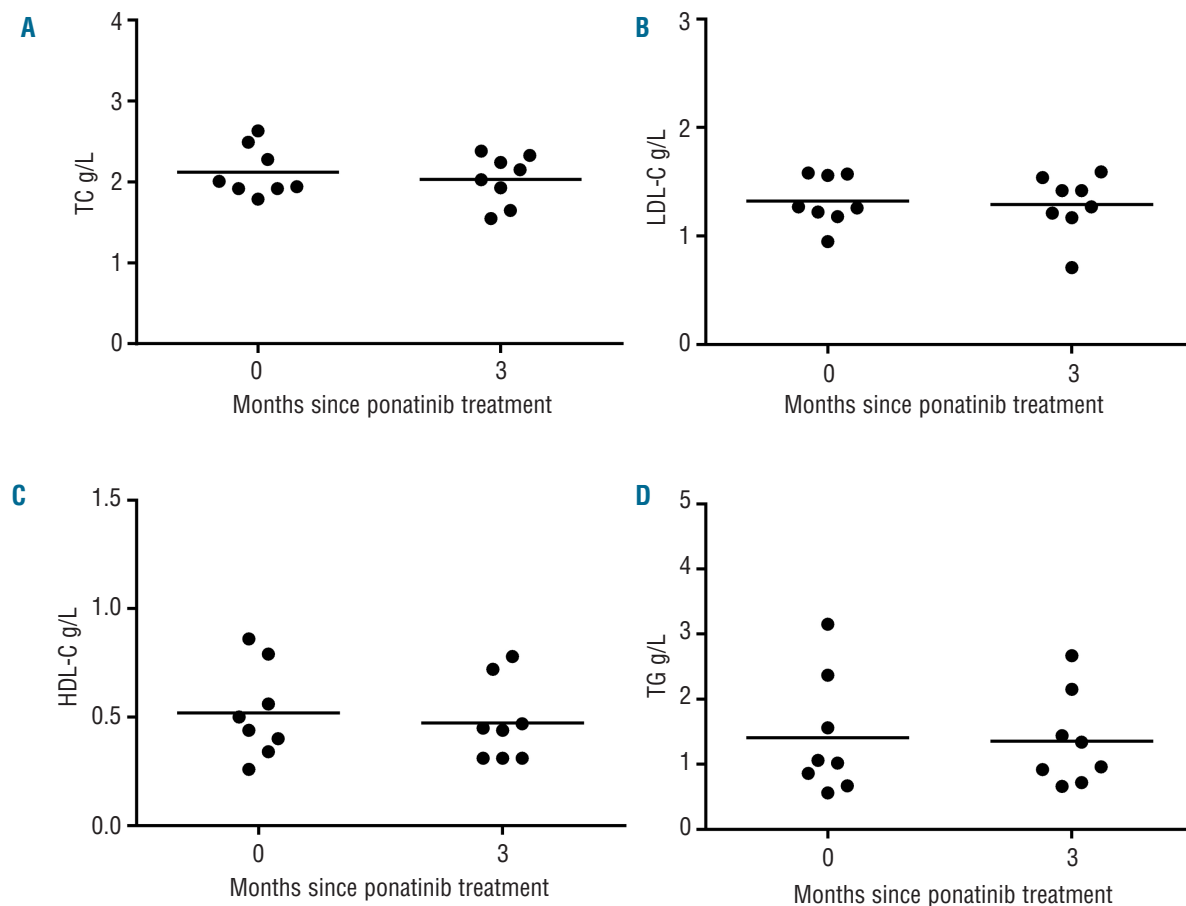 A
TC g/L
4
3
2
1
0
0 3
Months since ponatinib treatment
B
LDL-C g/L
3
2
1
0
0 3
Months since ponatinib treatment
C
HDL-C g/L
1.5
1.0
0.5
0.0
0 3
Months since ponatinib treatment
D
TG g/L
5
4
3
2
1
0
0 3
Months since ponatinib treatment